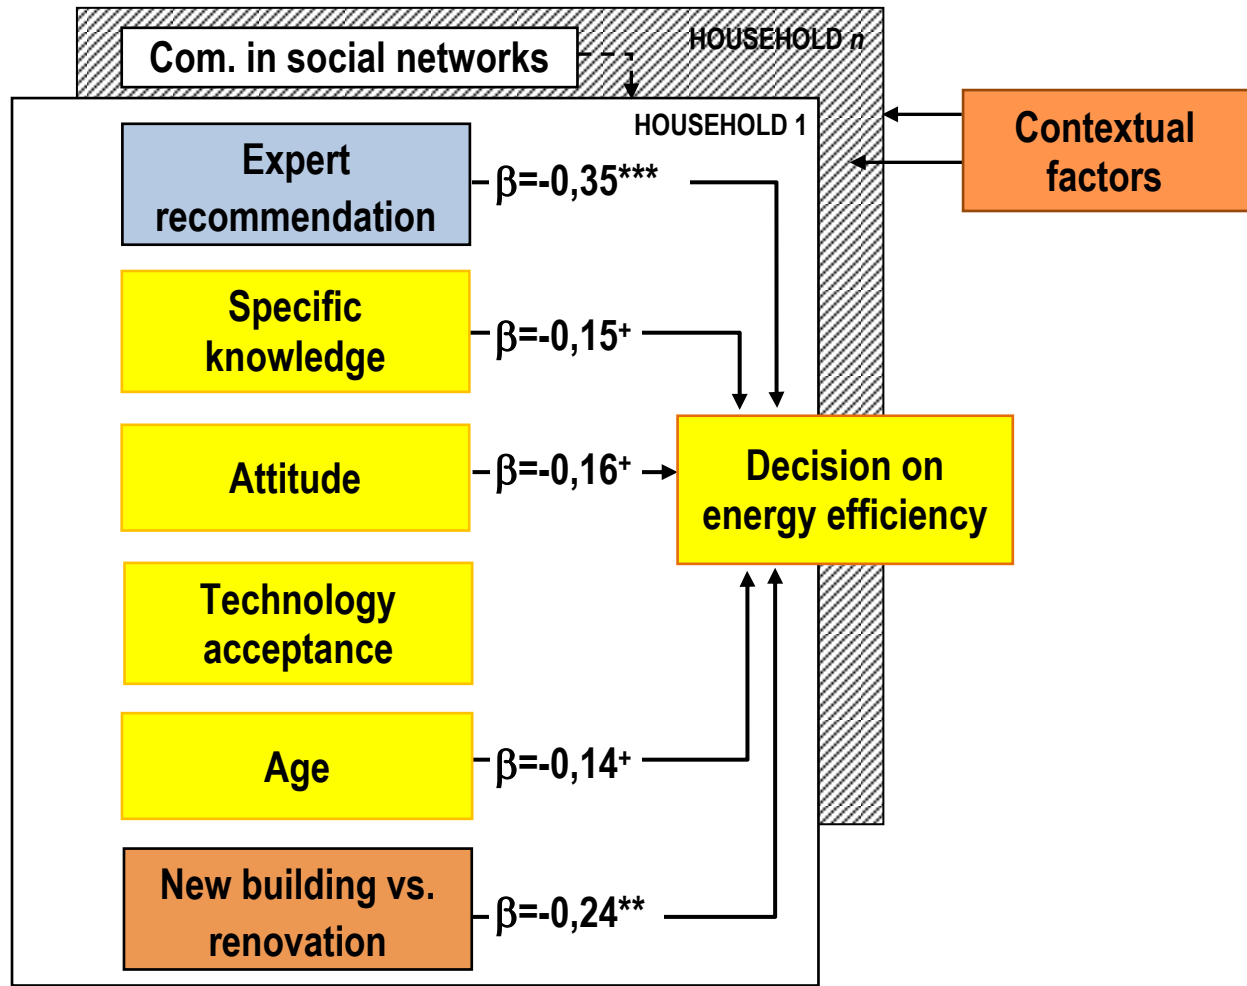 HOUSEHOLD n
Com. in social networks
HOUSEHOLD 1
Contextual
factors
Expert
recommendation
β=-0,35***
Specific
knowledge
β=-0,15+
Attitude
β=-0,16+
Decision on
energy efficiency
Technology
acceptance
Age
β=-0,14+
New building vs.
renovation
β=-0,24**